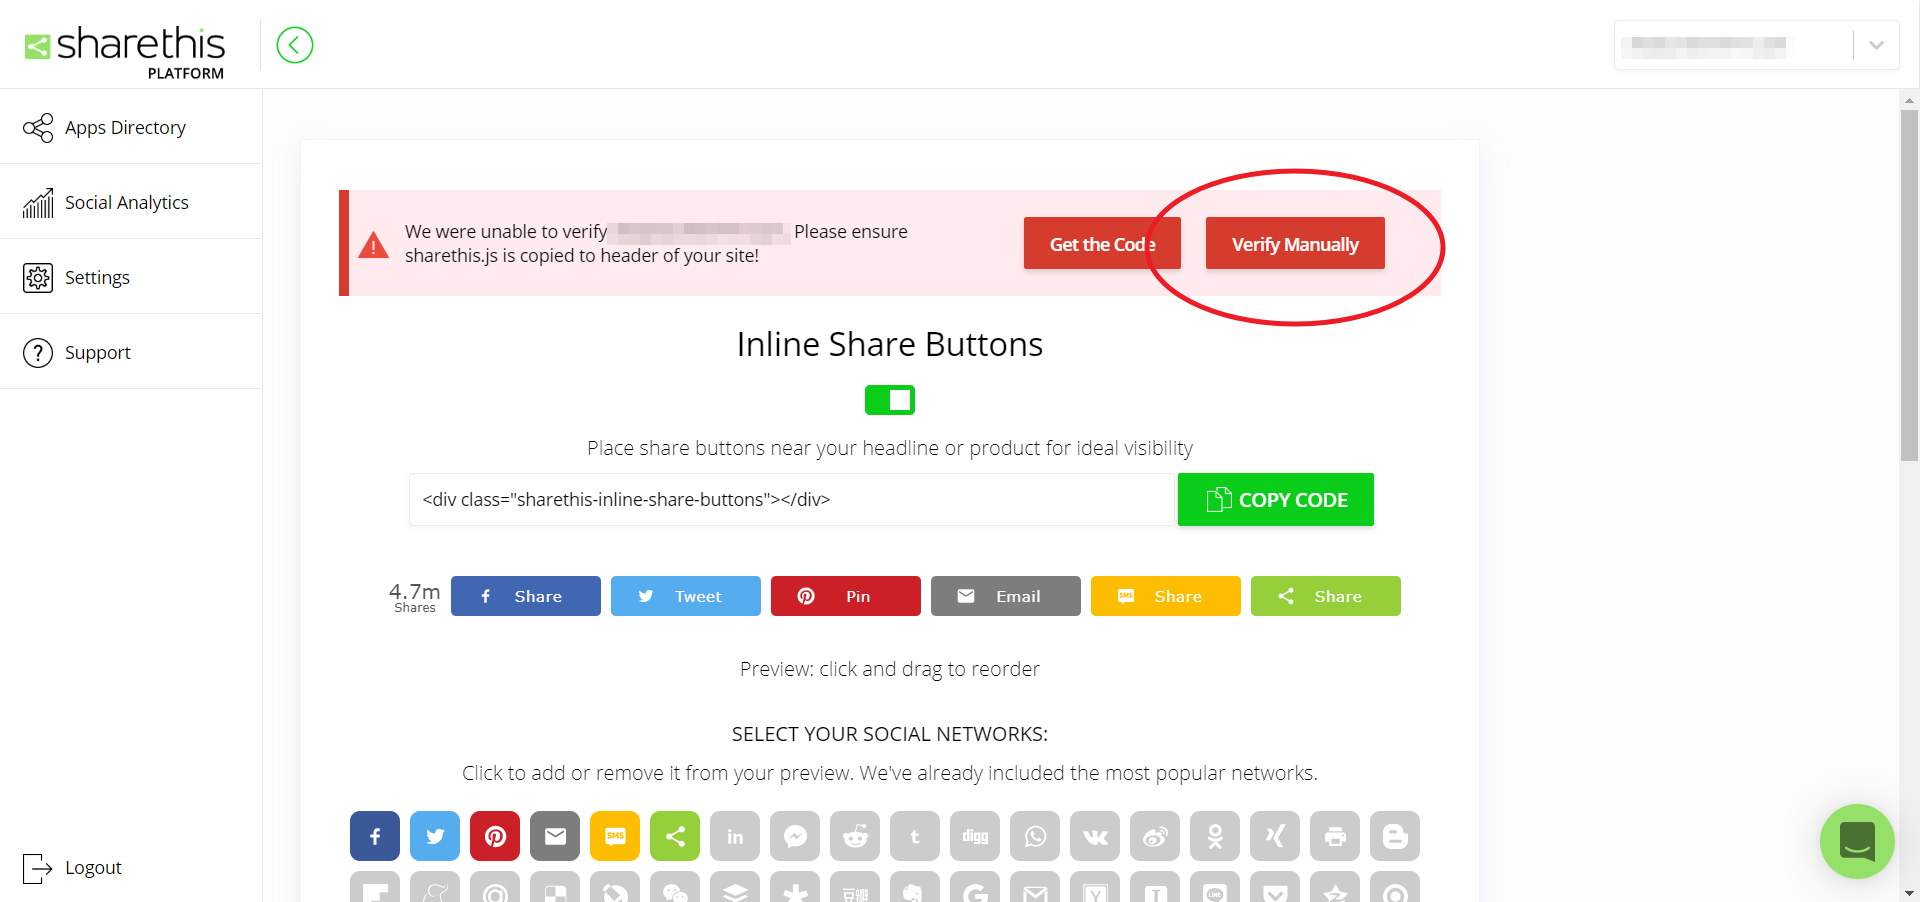 sharethis
PLATFORM
Apps Directory
Social Analytics
Settings
Support
Logout
We were unable to verify Please ensure
sharethis.js is copied to header of your site!
Get the Code
Verify Manually
Inline Share Buttons
Place share buttons near your headline or product for ideal visibility
<div class="sharethis-inline-share-buttons"></div>
COPY CODE
4.7m
Shares
Share
Tweet
Pin
Email
SMS
Share
Share
Preview: click and drag to reorder
SELECT YOUR SOCIAL NETWORKS:
Click to add or remove it from your preview. We've already included the most popular networks.
SMS
in
t
digg